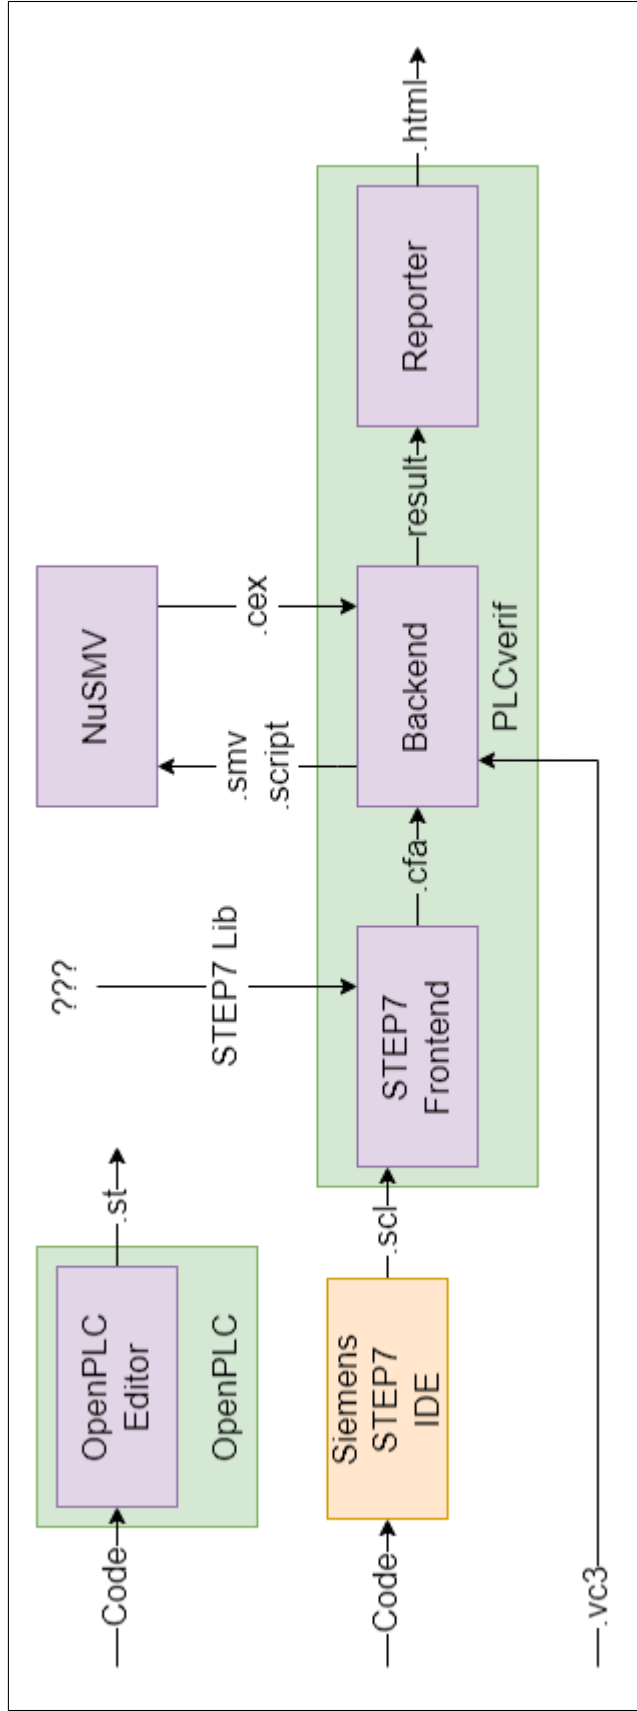 Code
OpenPLC
Editor
OpenPLC
.st
???
STEP7 Lib
NuSMV
.smv
.script
.cex
Code
Siemens
STEP7
IDE
.scl
STEP7
Frontend
.cfa
Backend
result
Reporter
.html
PLCverif
.vc3